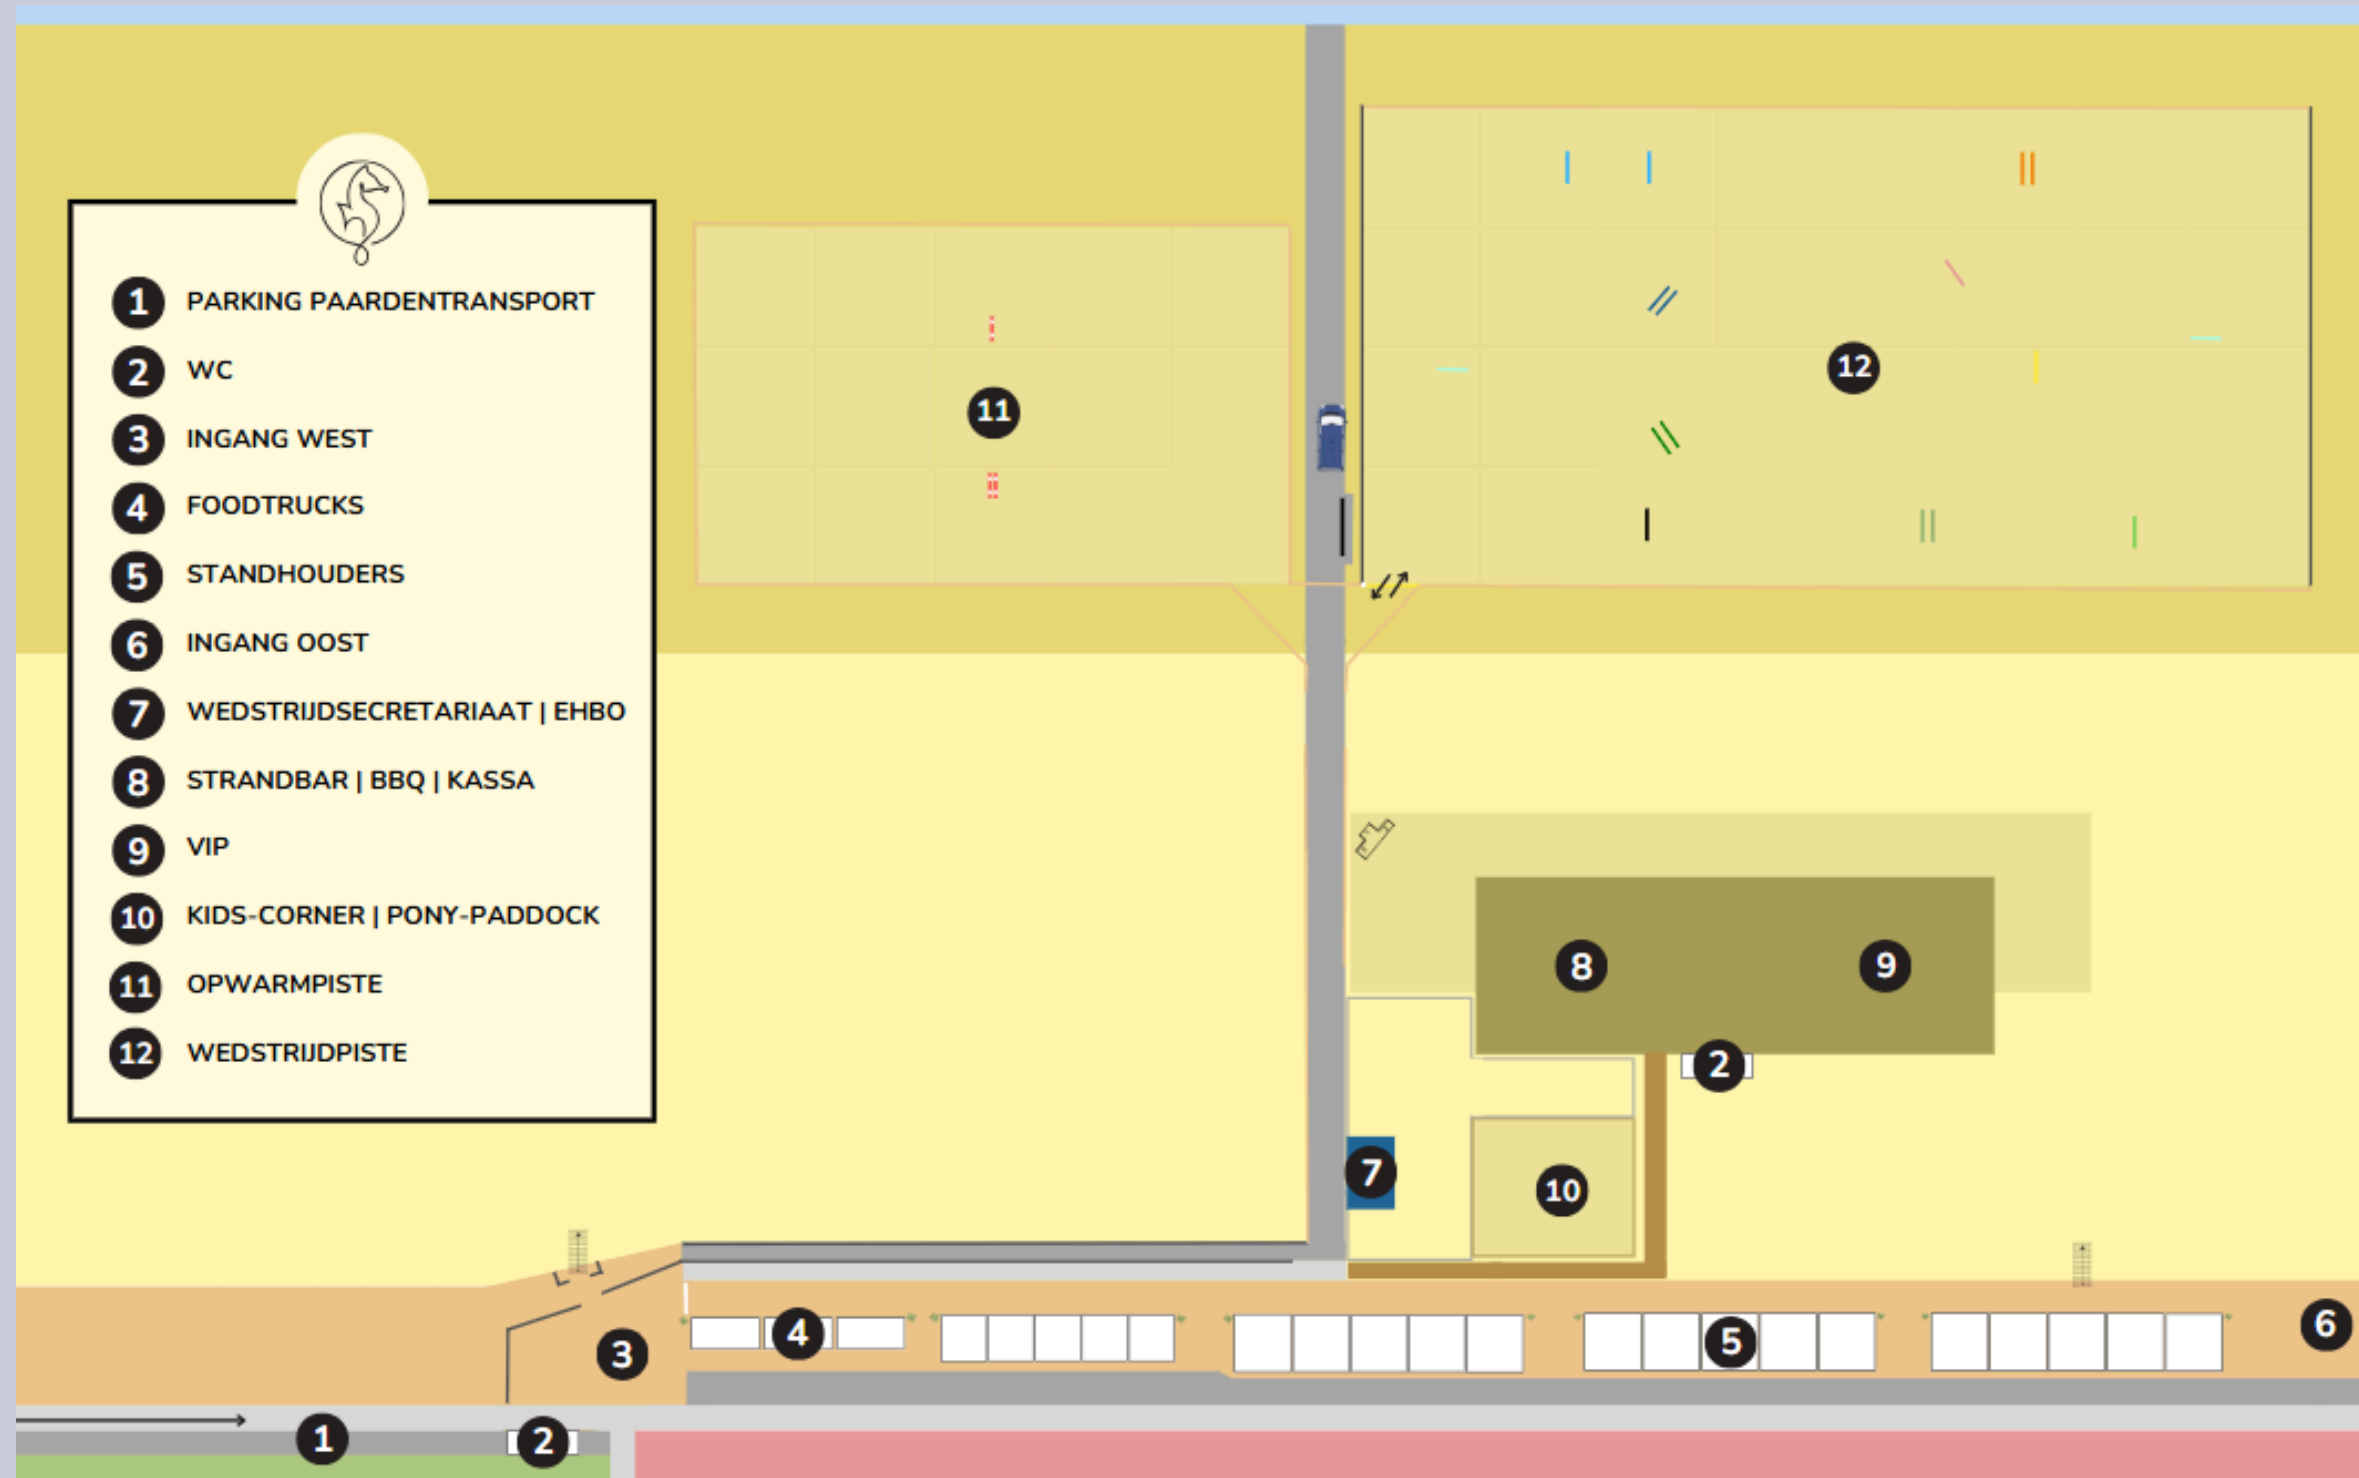 1 PARKING PAARDENTRANSPORT
2 WC
3 INGANG WEST
4 FOODTRUCKS
5 STANDHOUDERS
6 INGANG OOST
7 WEDSTRIJDSECRETARIAAT | EHBO
8 STRANDBAR | BBQ | KASSA
9 VIP
10 KIDS-CORNER | PONY-PADDOCK
11 OPWARMPISTE
12 WEDSTRIJDPISTE
12
11
8
9
2
7
10
6
4
5
3
1
2